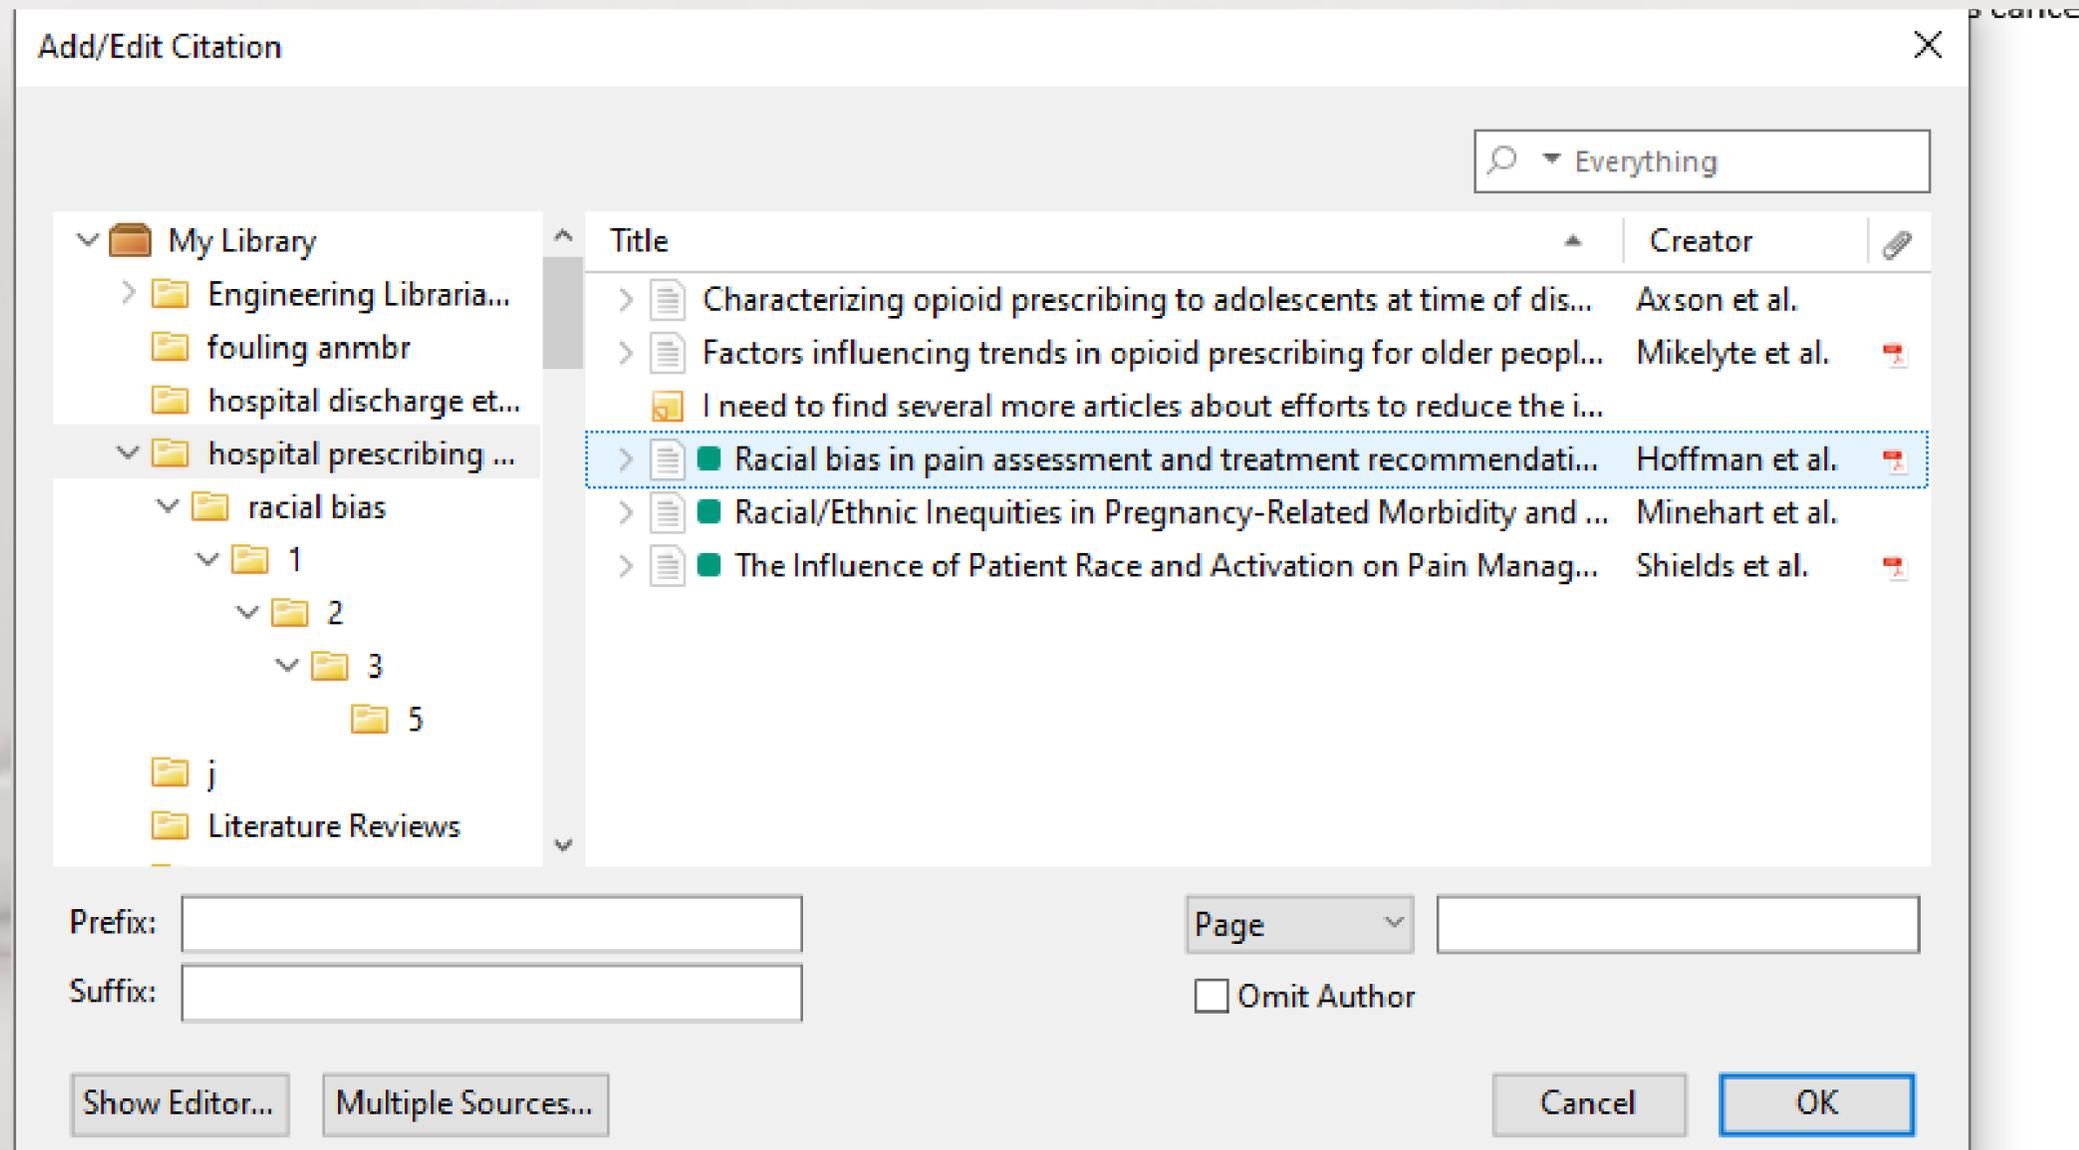 Add/Edit Citation
Everything
My Library
Engineering Libraria...
fouling anmbr
hospital discharge et...
hospital prescribing ...
racial bias
1
2
3
5
j
Literature Reviews
Title Creator
Characterizing opioid prescribing to adolescents at time of dis... Axson et al.
Factors influencing trends in opioid prescribing for older peopl... Mikelyte et al.
I need to find several more articles about efforts to reduce the i...
Racial bias in pain assessment and treatment recommendati... Hoffman et al.
Racial/Ethnic Inequities in Pregnancy-Related Morbidity and ... Minehart et al.
The Influence of Patient Race and Activation on Pain Manag... Shields et al.
Prefix:
Page
Suffix:
Omit Author
Show Editor... Multiple Sources... Cancel OK